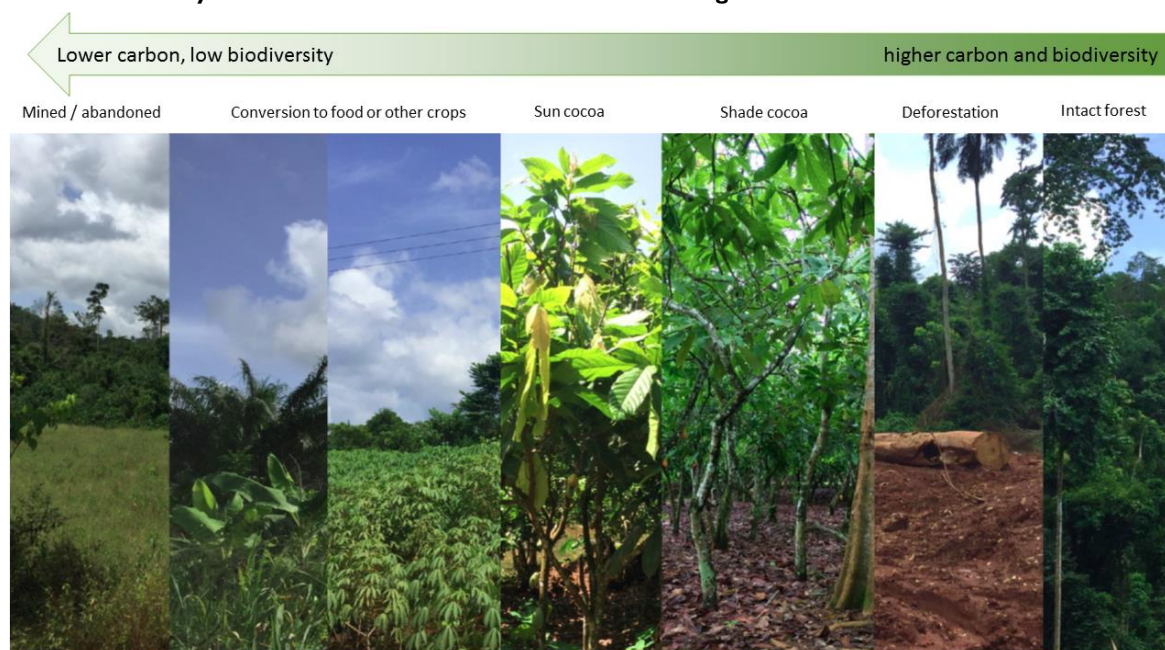 Lower carbon, low biodiversity higher carbon and biodiversity
Mined / abandoned Conversion to food or other crops Sun cocoa Shade cocoa Deforestation Intact forest